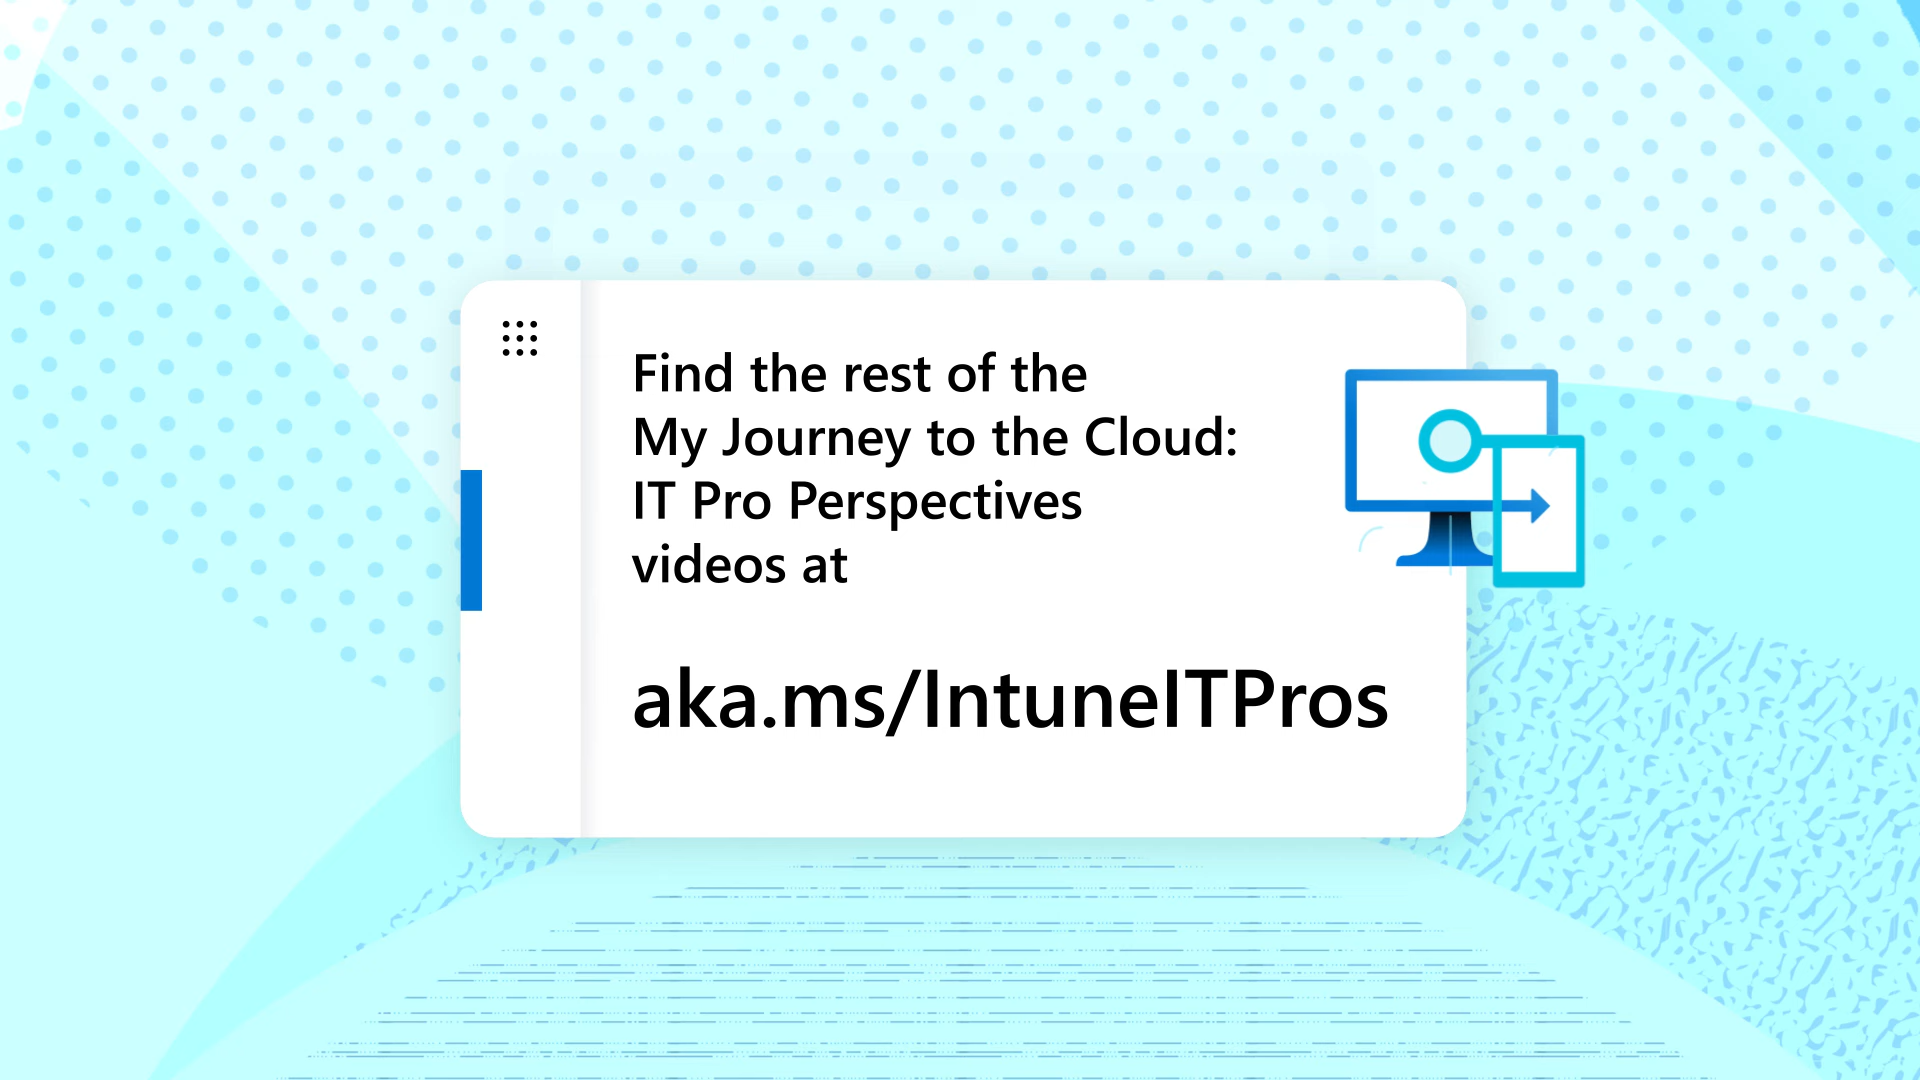 Find the rest of the
My Journey to the Cloud:
IT Pro Perspectives
videos at
aka.ms/IntuneITPros